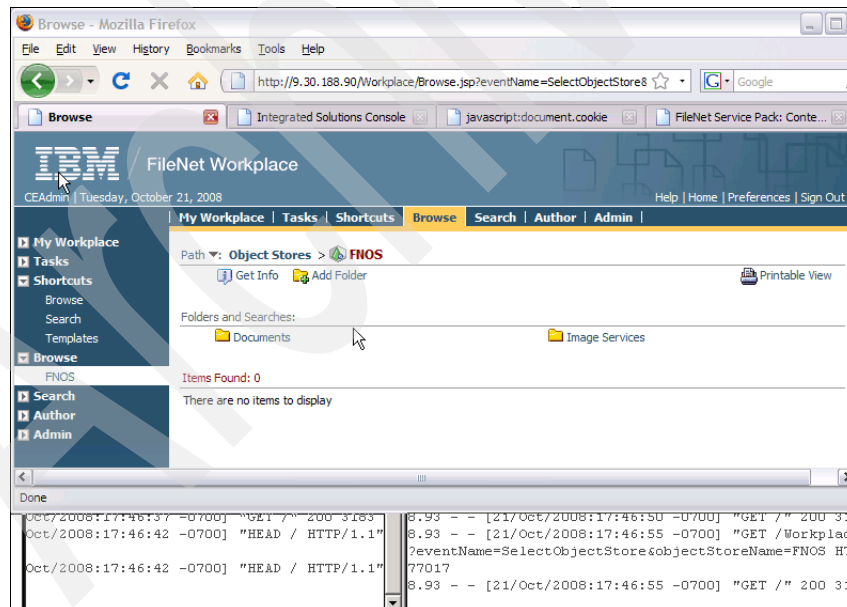 Browse - Mozilla Firefox
File Edit View History Bookmarks Tools Help
http://9.30.188.90/Workplace/Browse.jsp?eventName=SelectObjectStore& G Google
Browse Integrated Solutions Console javascript:document.cookie FileNet Service Pack: Conte...
IBM FileNet Workplace
CEAdmin | Tuesday, October 21, 2008 Help | Home | Preferences | Sign Out
| My Workplace | Tasks | Shortcuts Browse Search | Author | Admin |
My Workplace
Tasks
Shortcuts
Browse
Search
Templates
Browse
FNOS
Search
Author
Admin
Path : Object Stores > FNOS
Get Info Add Folder Printable View
Folders and Searches:
Documents Image Services
Items Found: 0
There are no items to display
Done
Oct/2008:17:46:37 -0700] "GET /" 200 3183
Oct/2008:17:46:42 -0700] "HEAD / HTTP/1.1"
Oct/2008:17:46:42 -0700] "HEAD / HTTP/1.1"
8.93 - - [21/Oct/2008:17:46:50 -0700] "GET /" 200 31
8.93 - - [21/Oct/2008:17:46:55 -0700] "GET /Workplac
?eventName=SelectObjectStore&objectStoreName=FNOS HT
77017
8.93 - - [21/Oct/2008:17:46:55 -0700] "GET /" 200 31